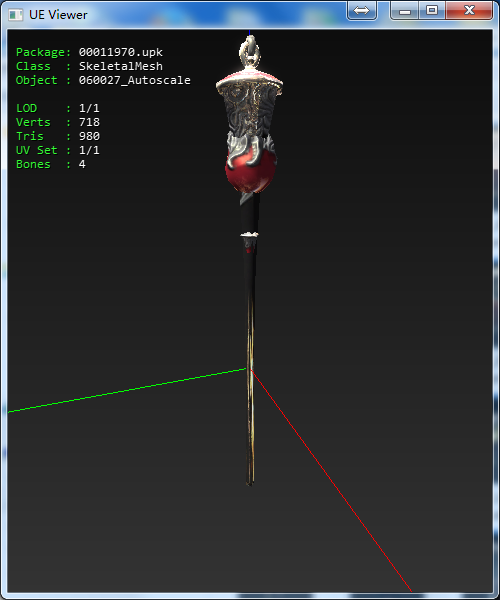 UE Viewer
Package: 00011970.upk
Class : SkeletalMesh
Object : 060027_Autoscale
LOD : 1/1
Verts : 718
Tris : 980
UV Set : 1/1
Bones : 4